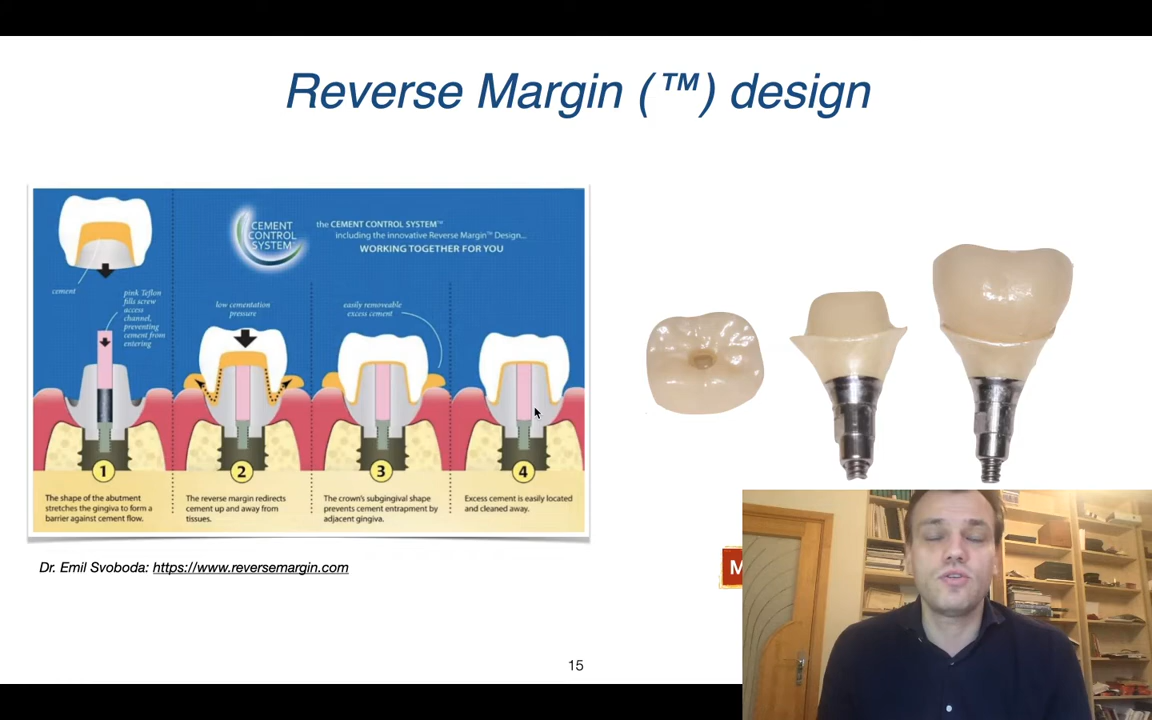 Reverse Margin (™) design
CEMENT
CONTROL
SYSTEM™
the CEMENT CONTROL SYSTEM™
including the innovative Reverse Margin™ Design...
WORKING TOGETHER FOR YOU
cement
pink Teflon
fills screw
access
channel,
preventing
cement from
entering
low cementation
pressure
easily removeable
excess cement
1
2
3
4
The shape of the abutment
stretches the gingiva to form a
barrier against cement flow.
The reverse margin redirects
cement up and away from
tissues.
The crown's subgingival shape
prevents cement entrapment by
adjacent gingiva.
Excess cement is easily located
and cleaned away.
Dr. Emil Svoboda: https://www.reversemargin.com
M
15